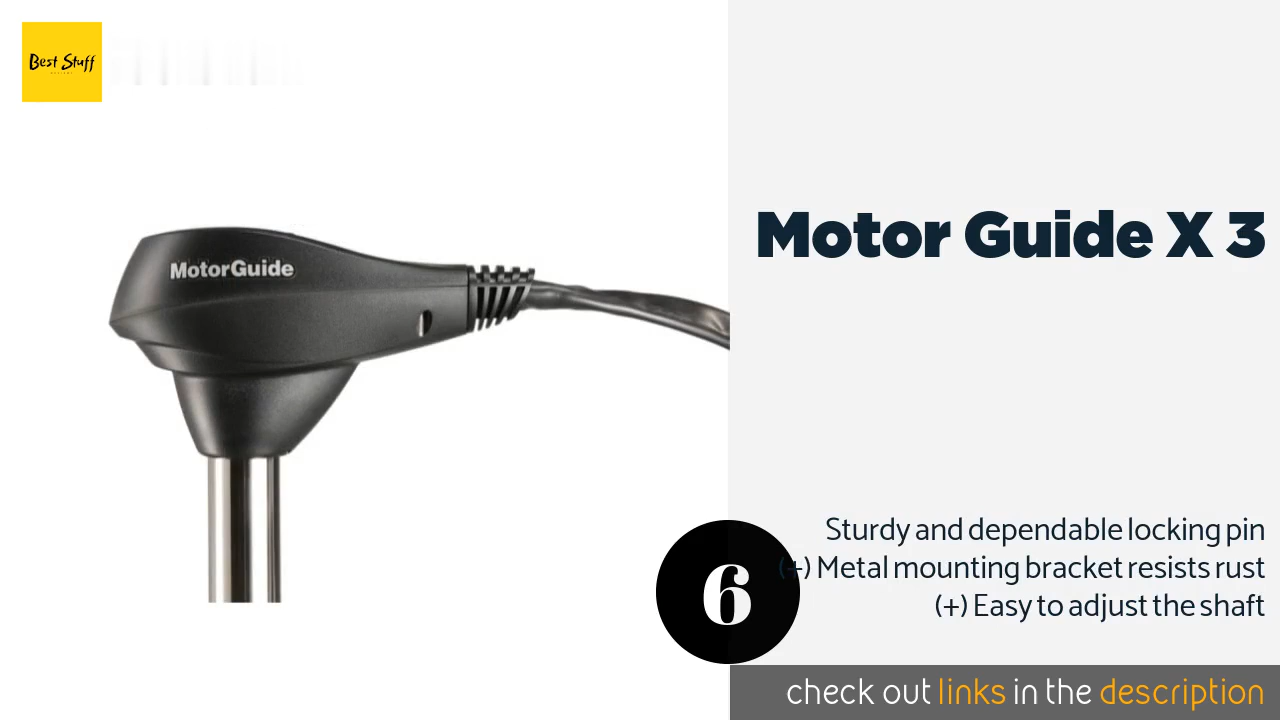 Best Stuff
MotorGuide
Motor Guide X 3
Sturdy and dependable locking pin
(+) Metal mounting bracket resists rust
(+) Easy to adjust the shaft
6
check out links in the description